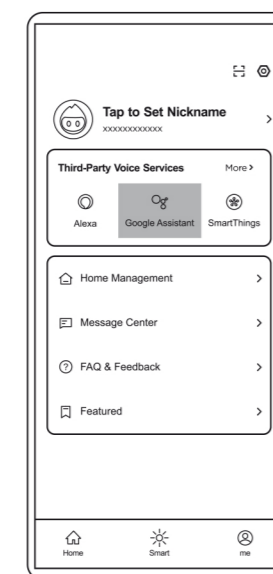 Tap to Set Nickname
xxxxxxxxxxxx
Third-Party Voice Services More
Alexa Google Assistant SmartThings
Home Management
Message Center
FAQ & Feedback
Featured
Home Smart me